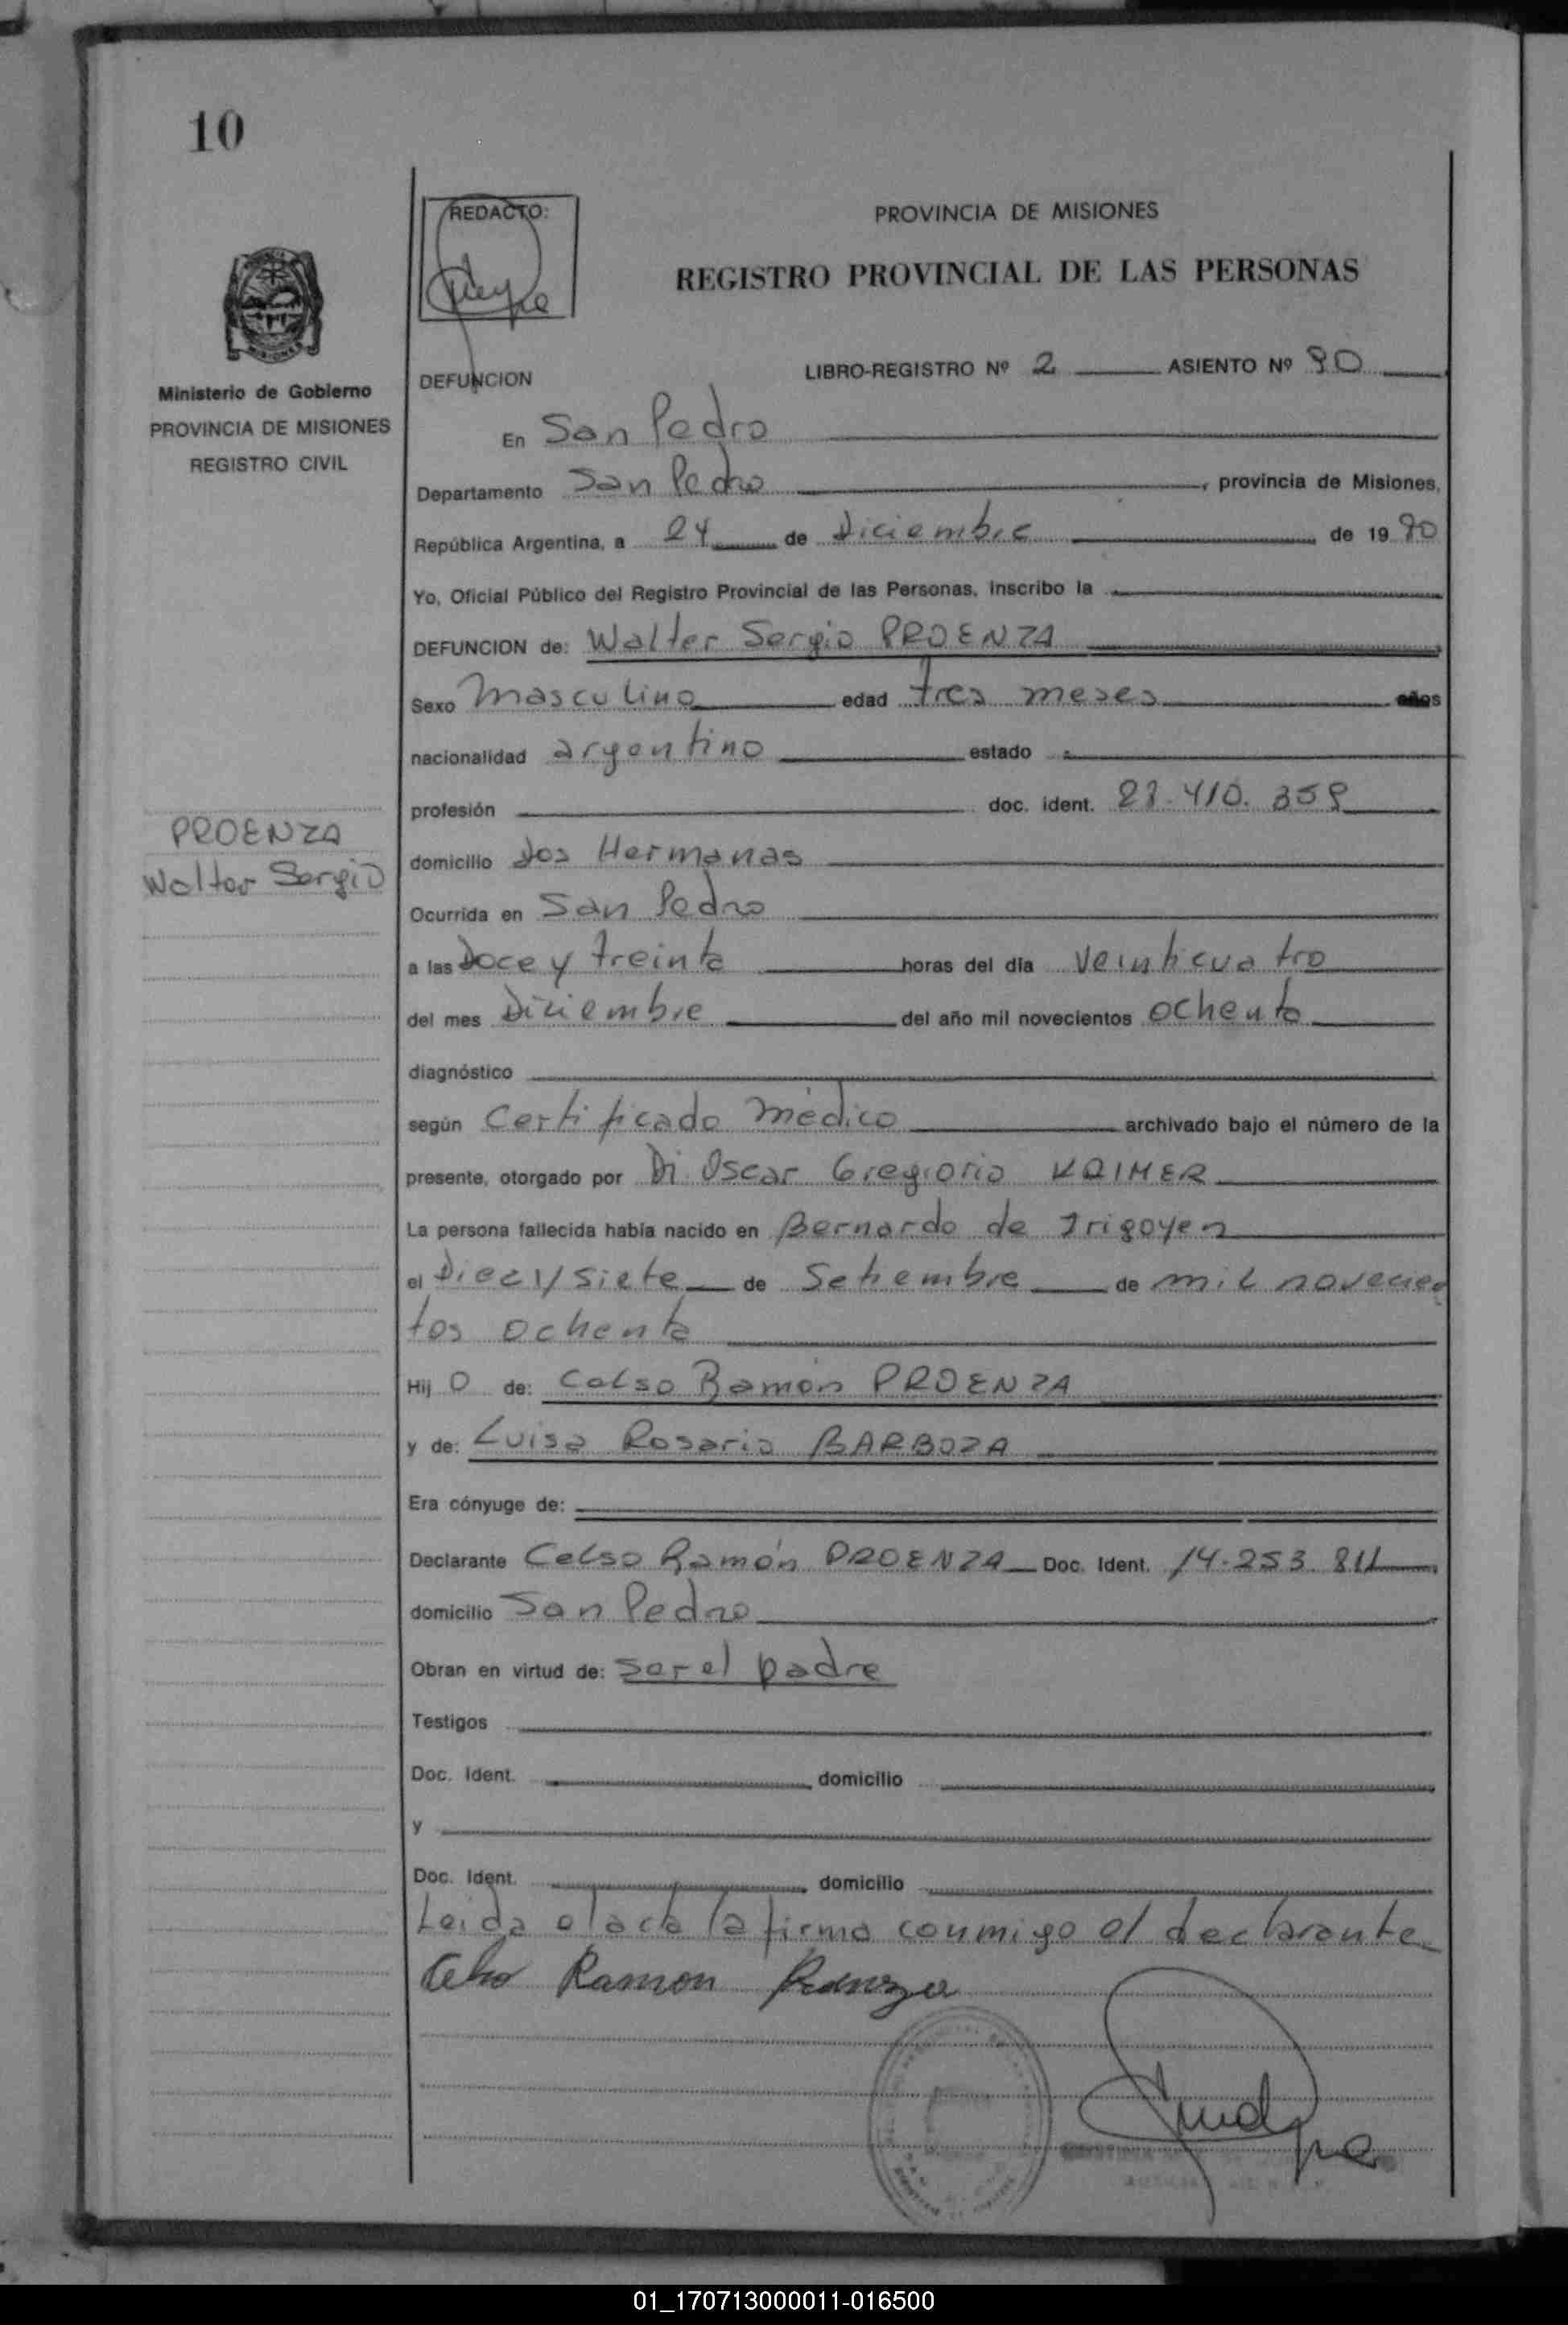 10
REDACTO:
PROVINCIA DE MISIONES
REGISTRO PROVINCIAL DE LAS PERSONAS
MISIONES
Ministerio de Gobierno
PROVINCIA DE MISIONES
REGISTRO CIVIL
DEFUNCION LIBRO-REGISTRO Nº 2 ASIENTO Nº
En San Pedro
Departamento San Pedro, provincia de Misiones,
República Argentina, a 24 de Diciembre de 19 80
Yo, Oficial Público del Registro Provincial de las Personas, inscribo la
DEFUNCION de: Walter Sergio PROENZA
Sexo Masculino edad tres meses años
nacionalidad argentino estado
profesión doc. ident. 28.410.359
PROENZA
Walter Sergio
domicilio Dos Hermanas
Ocurrida en San Pedro
a las Doce y treinta horas del día veinticuatro
del mes Diciembre del año mil novecientos ochenta
diagnóstico
según Certificado médico archivado bajo el número de la
presente, otorgado por Oscar Gregiorio
La persona fallecida había nacido en Bernardo de Irigoyen
el Diecysiete de Setiembre de mil novecien
tos ochenta
Hij o de: Celso Ramón PROENZA
y de: Luisa Rosaria BARBOZA
Era cónyuge de:
Declarante Celso Ramón PROENZA Doc. Ident. 14.253.811
domicilio San Pedro
Obran en virtud de: ser el padre
Testigos
Doc. Ident. domicilio
y
Doc. Ident. domicilio
Leida el acta la firma conmigo el declarante
Celso Ramon Proenza
01_170713000011-016500